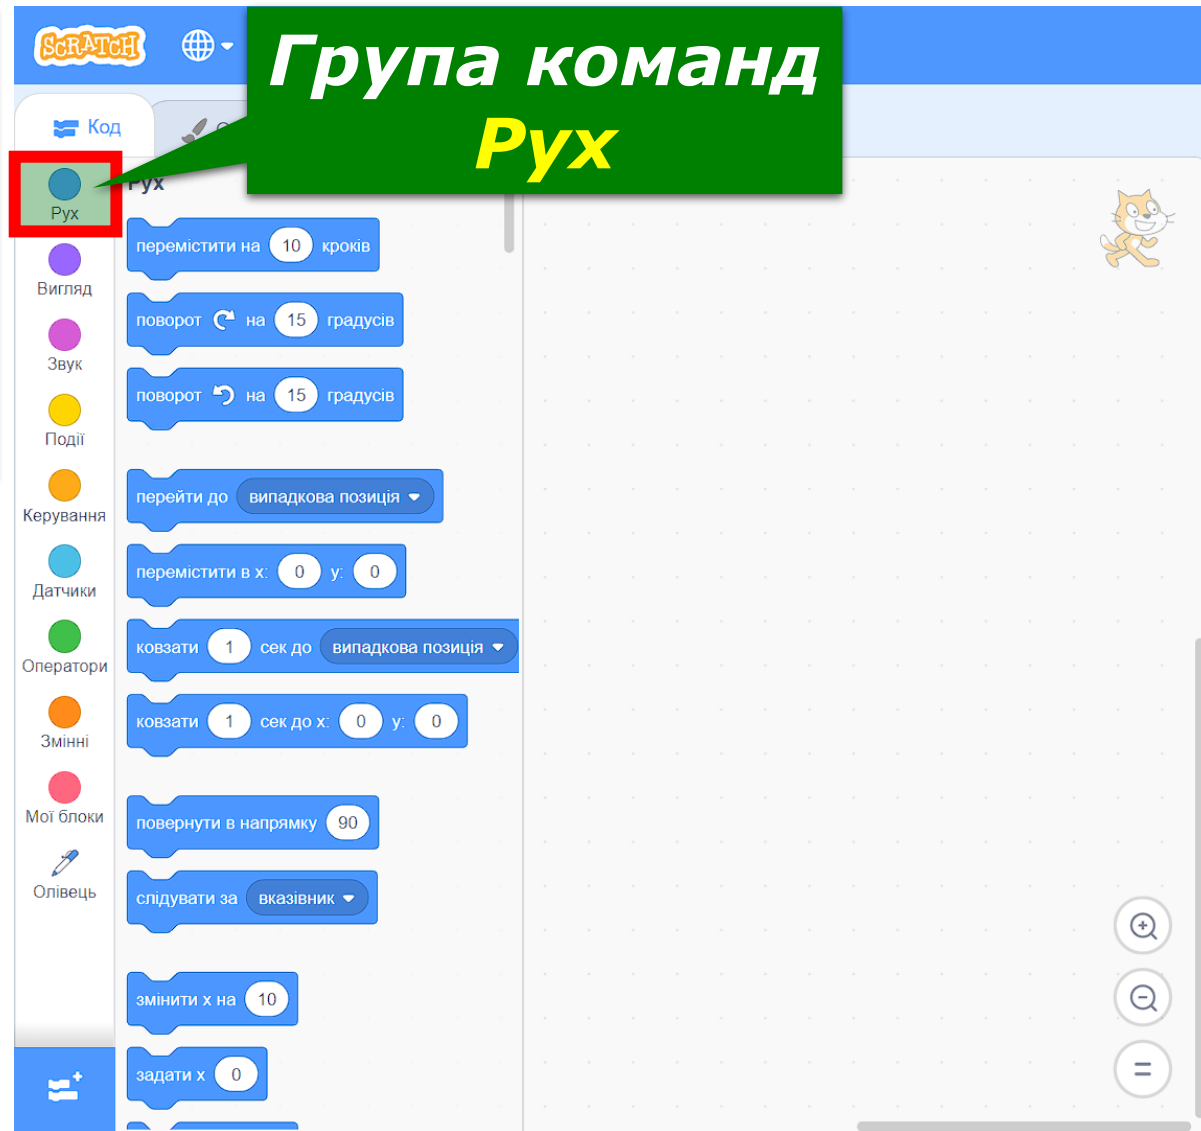 SCRATCH
Група команд
Рух
Код
Рух
Рух
Вигляд
Звук
Події
Керування
Датчики
Оператори
Змінні
Мої блоки
Олівець
перемістити на 10 кроків
поворот на 15 градусів
поворот на 15 градусів
перейти до випадкова позиція
перемістити в x: 0 y: 0
ковзати 1 сек до випадкова позиція
ковзати 1 сек до x: 0 y: 0
повернути в напрямку 90
слідувати за вказівник
змінити x на 10
задати x 0